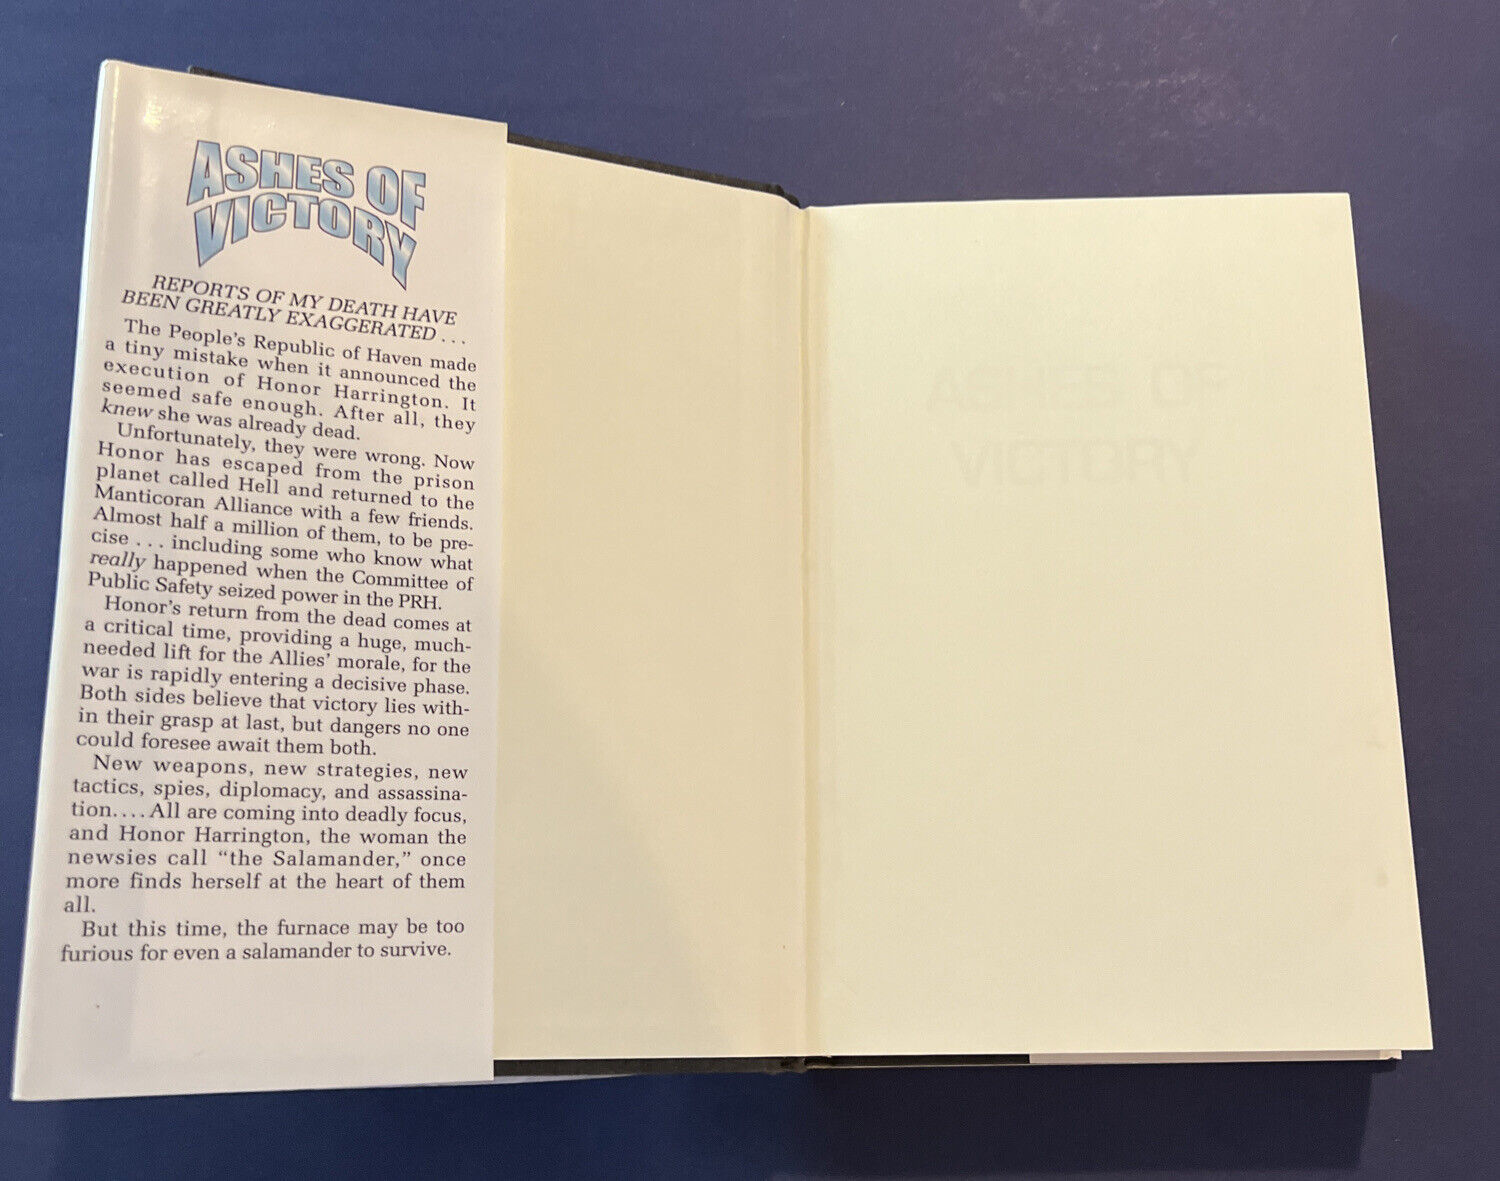 ASHES OF
VICTORY
REPORTS OF MY DEATH HAVE
BEEN GREATLY EXAGGERATED . . .
The People's Republic of Haven made
a tiny mistake when it announced the
execution of Honor Harrington. It
seemed safe enough. After all, they
knew she was already dead.
Unfortunately, they were wrong. Now
Honor has escaped from the prison
planet called Hell and returned to the
Manticoran Alliance with a few friends.
Almost half a million of them, to be pre-
cise . . . including some who know what
really happened when the Committee of
Public Safety seized power in the PRH.
Honor's return from the dead comes at
a critical time, providing a huge, much-
needed lift for the Allies' morale, for the
war is rapidly entering a decisive phase.
Both sides believe that victory lies with-
in their grasp at last, but dangers no one
could foresee await them both.
New weapons, new strategies, new
tactics, spies, diplomacy, and assassina-
tion.... All are coming into deadly focus,
and Honor Harrington, the woman the
newsies call "the Salamander," once
more finds herself at the heart of them
all.
But this time, the furnace may be too
furious for even a salamander to survive.
ASHES OF
VICTORY